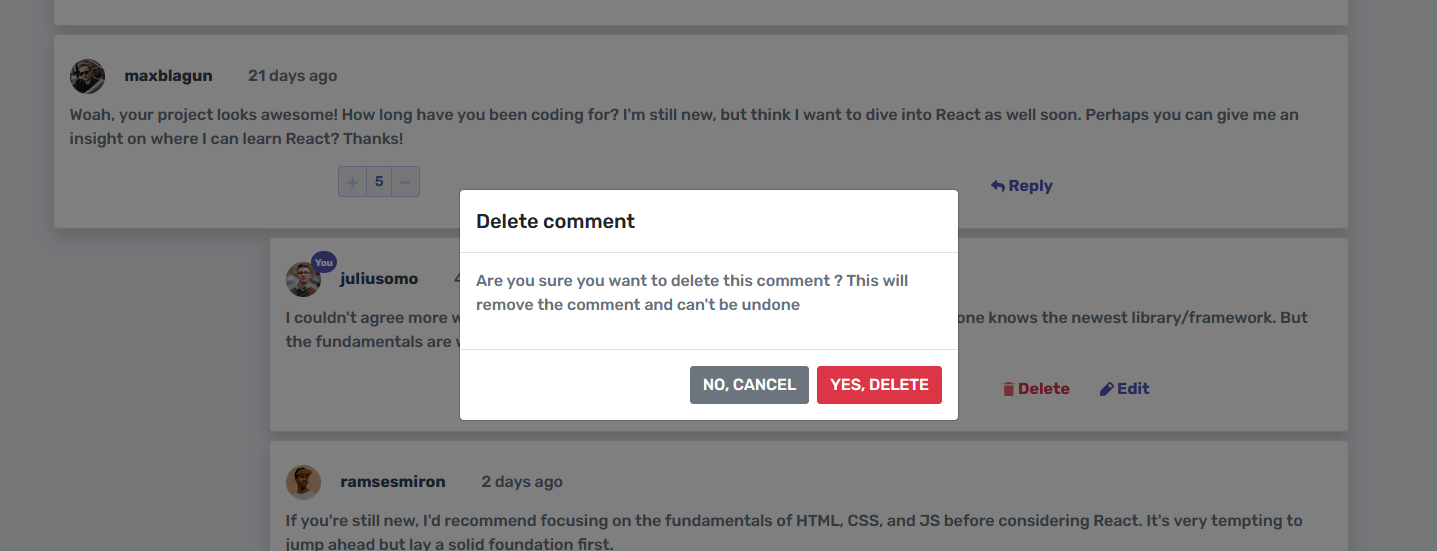 maxblagun 21 days ago
Woah, your project looks awesome! How long have you been coding for? I'm still new, but think I want to dive into React as well soon. Perhaps you can give me an
insight on where I can learn React? Thanks!
+ 5 −
Reply
Delete comment
Are you sure you want to delete this comment ? This will
remove the comment and can't be undone
NO, CANCEL YES, DELETE
You
juliusomo
I couldn't agree more
one knows the newest library/framework. But
the fundamentals are
Delete Edit
ramsesmiron 2 days ago
If you're still new, I'd recommend focusing on the fundamentals of HTML, CSS, and JS before considering React. It's very tempting to
jump ahead but lay a solid foundation first.